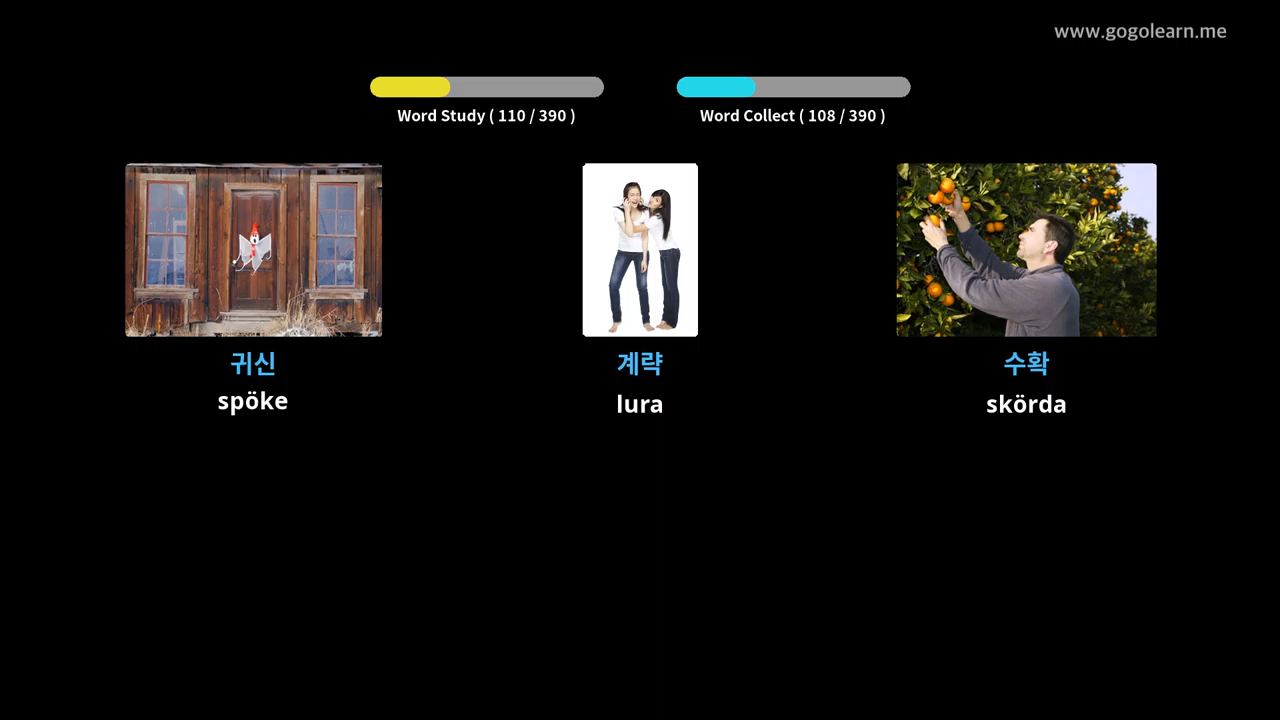 www.gogolearn.me
Word Study ( 110 / 390 )
Word Collect ( 108 / 390 )
귀신
계략
수확
spöke
lura
skörda